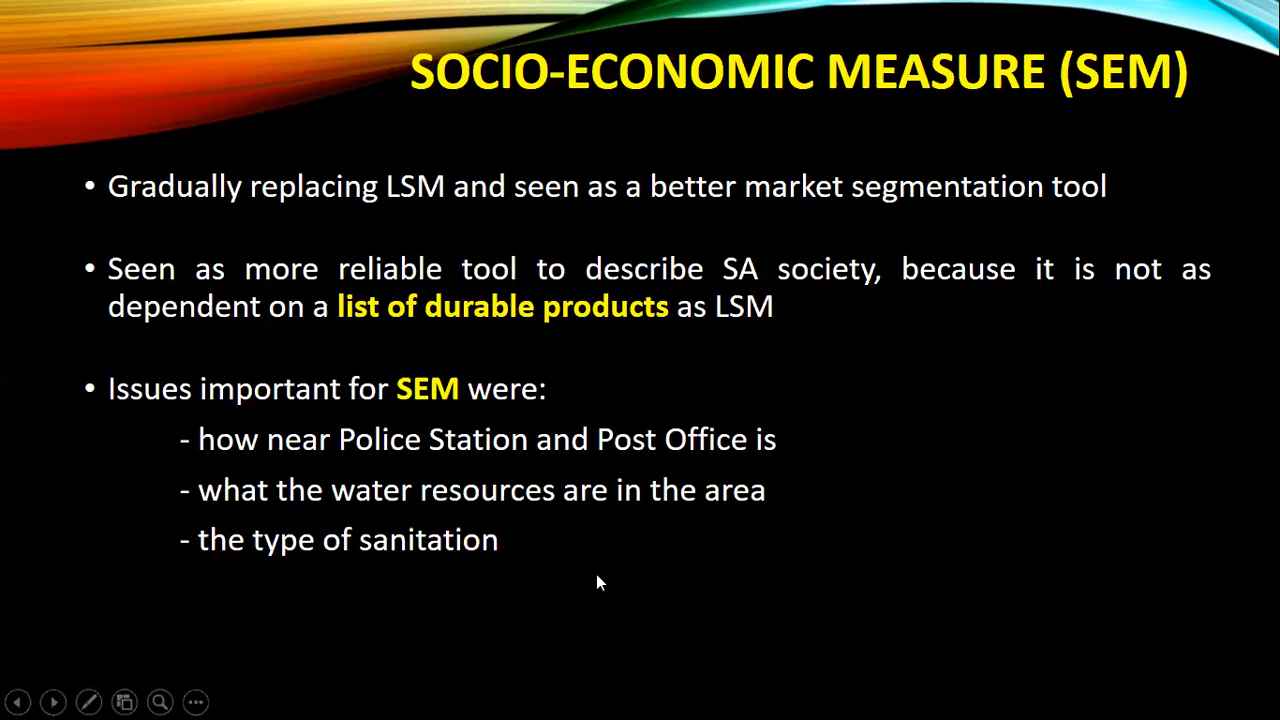 SOCIO-ECONOMIC MEASURE (SEM)
• Gradually replacing LSM and seen as a better market segmentation tool
• Seen as more reliable tool to describe SA society, because it is not as
dependent on a list of durable products as LSM
• Issues important for SEM were:
- how near Police Station and Post Office is
- what the water resources are in the area
- the type of sanitation